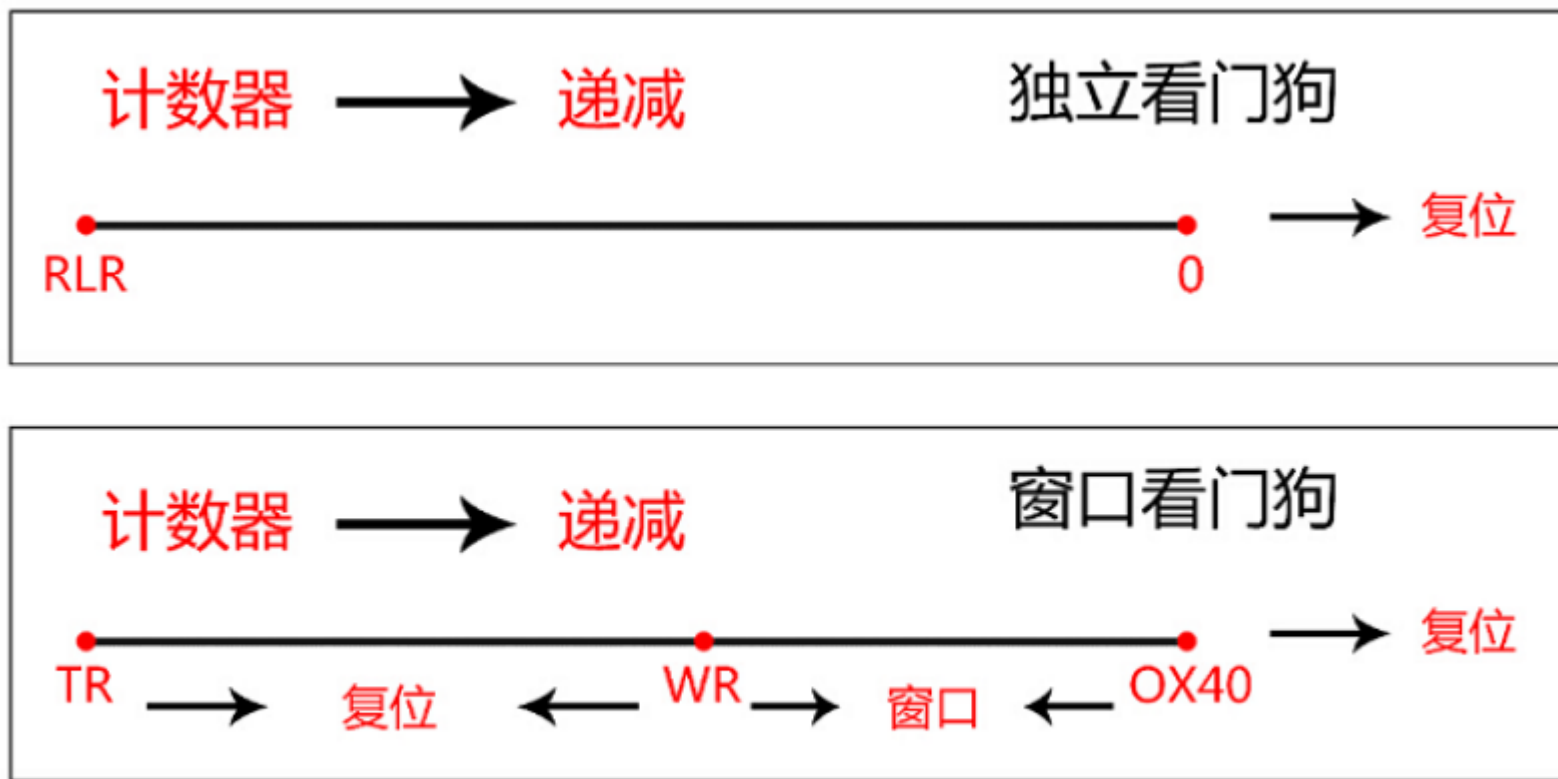 计数器 递减 独立看门狗
复位
RLR 0
计数器 递减 窗口看门狗
复位
TR 复位 WR 窗口 OX40